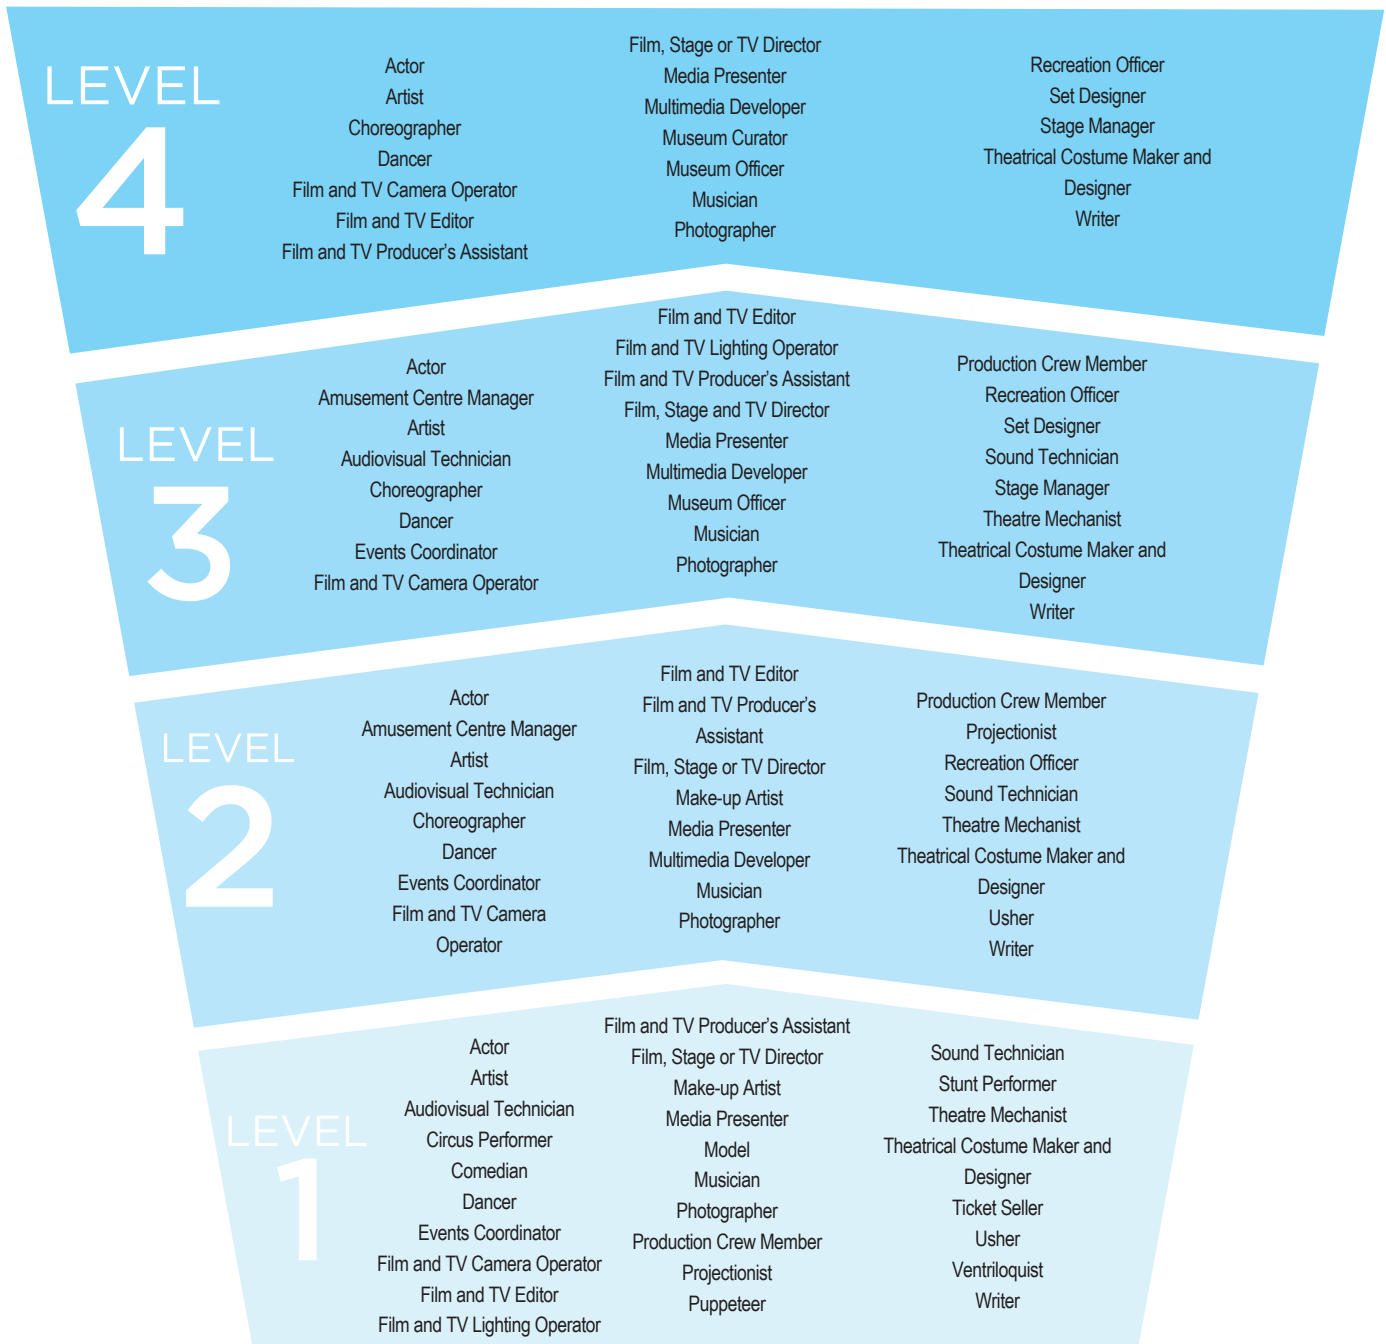 LEVEL
4
Actor
Artist
Choreographer
Dancer
Film and TV Camera Operator
Film and TV Editor
Film and TV Producer's Assistant
Film, Stage or TV Director
Media Presenter
Multimedia Developer
Museum Curator
Museum Officer
Musician
Photographer
Recreation Officer
Set Designer
Stage Manager
Theatrical Costume Maker and
Designer
Writer
LEVEL
3
Actor
Amusement Centre Manager
Artist
Audiovisual Technician
Choreographer
Dancer
Events Coordinator
Film and TV Camera Operator
Film and TV Editor
Film and TV Lighting Operator
Film and TV Producer's Assistant
Film, Stage and TV Director
Media Presenter
Multimedia Developer
Museum Officer
Musician
Photographer
Production Crew Member
Recreation Officer
Set Designer
Sound Technician
Stage Manager
Theatre Mechanist
Theatrical Costume Maker and
Designer
Writer
LEVEL
2
Actor
Amusement Centre Manager
Artist
Audiovisual Technician
Choreographer
Dancer
Events Coordinator
Film and TV Camera
Operator
Film and TV Editor
Film and TV Producer's
Assistant
Film, Stage or TV Director
Make-up Artist
Media Presenter
Multimedia Developer
Musician
Photographer
Production Crew Member
Projectionist
Recreation Officer
Sound Technician
Theatre Mechanist
Theatrical Costume Maker and
Designer
Usher
Writer
LEVEL
1
Actor
Artist
Audiovisual Technician
Circus Performer
Comedian
Dancer
Events Coordinator
Film and TV Camera Operator
Film and TV Editor
Film and TV Lighting Operator
Film and TV Producer's Assistant
Film, Stage or TV Director
Make-up Artist
Media Presenter
Model
Musician
Photographer
Production Crew Member
Projectionist
Puppeteer
Sound Technician
Stunt Performer
Theatre Mechanist
Theatrical Costume Maker and
Designer
Ticket Seller
Usher
Ventriloquist
Writer